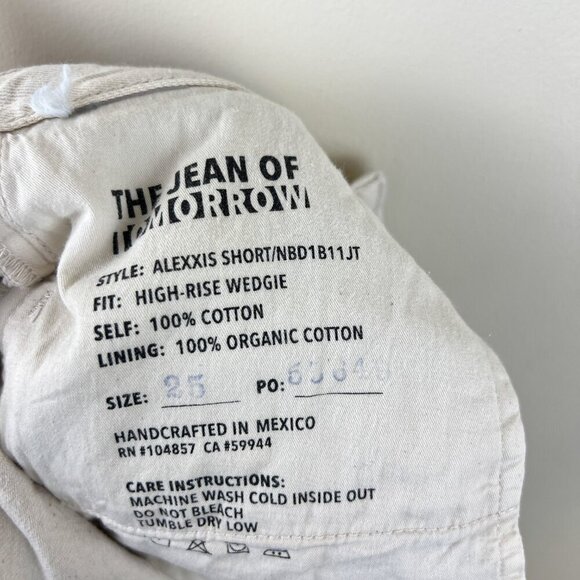 THE JEAN OF
TOMORROW
STYLE: ALEXXIS SHORT/NBD1B11JT
FIT: HIGH-RISE WEDGIE
SELF: 100% COTTON
LINING: 100% ORGANIC COTTON
SIZE: 25 PO:
HANDCRAFTED IN MEXICO
RN #104857 CA #59944
CARE INSTRUCTIONS:
MACHINE WASH COLD INSIDE OUT
DO NOT BLEACH
TUMBLE DRY LOW